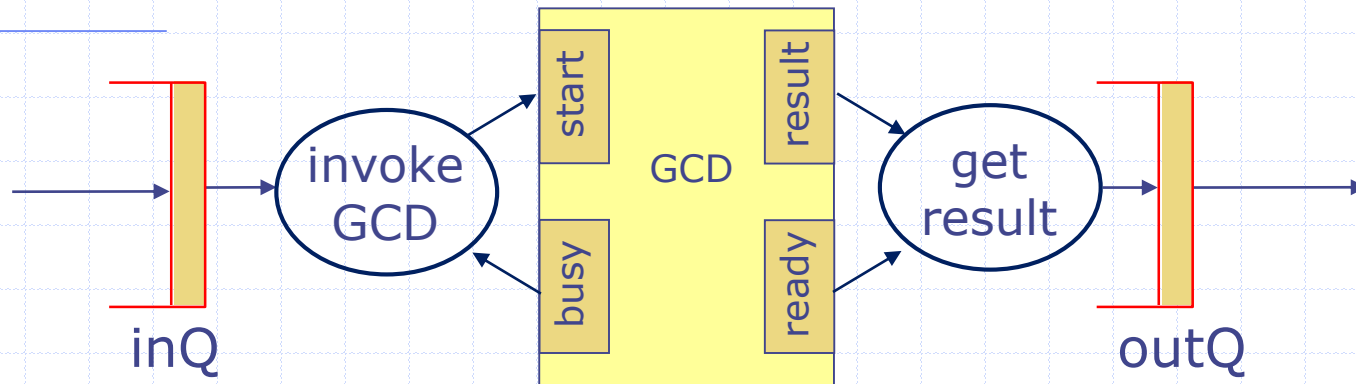 start
result
invoke
GCD
GCD
get
result
busy
ready
inQ
outQ